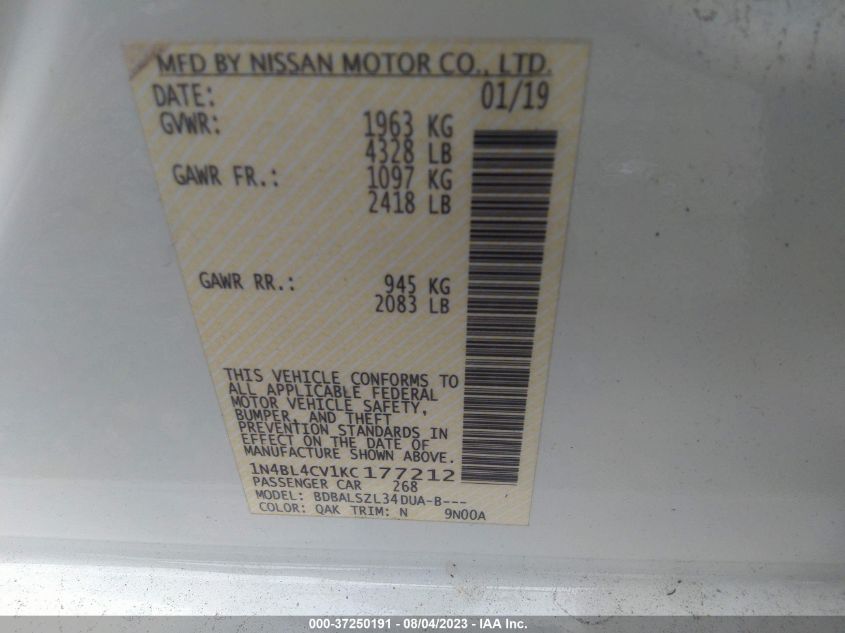 MFD BY NISSAN MOTOR CO., LTD.
DATE: 01/19
GVWR: 1963 KG
4328 LB
GAWR FR.: 1097 KG
2418 LB
GAWR RR.: 945 KG
2083 LB
THIS VEHICLE CONFORMS TO
ALL APPLICABLE FEDERAL
MOTOR VEHICLE SAFETY,
BUMPER, AND THEFT
PREVENTION STANDARDS IN
EFFECT ON THE DATE OF
MANUFACTURE SHOWN ABOVE.
1N4BL4CV1KC177212
PASSENGER CAR 268
MODEL: BDBALSZL34DUA-B---
COLOR: QAK TRIM: N 9N00A
000-37250191 - 08/04/2023 - IAA Inc.